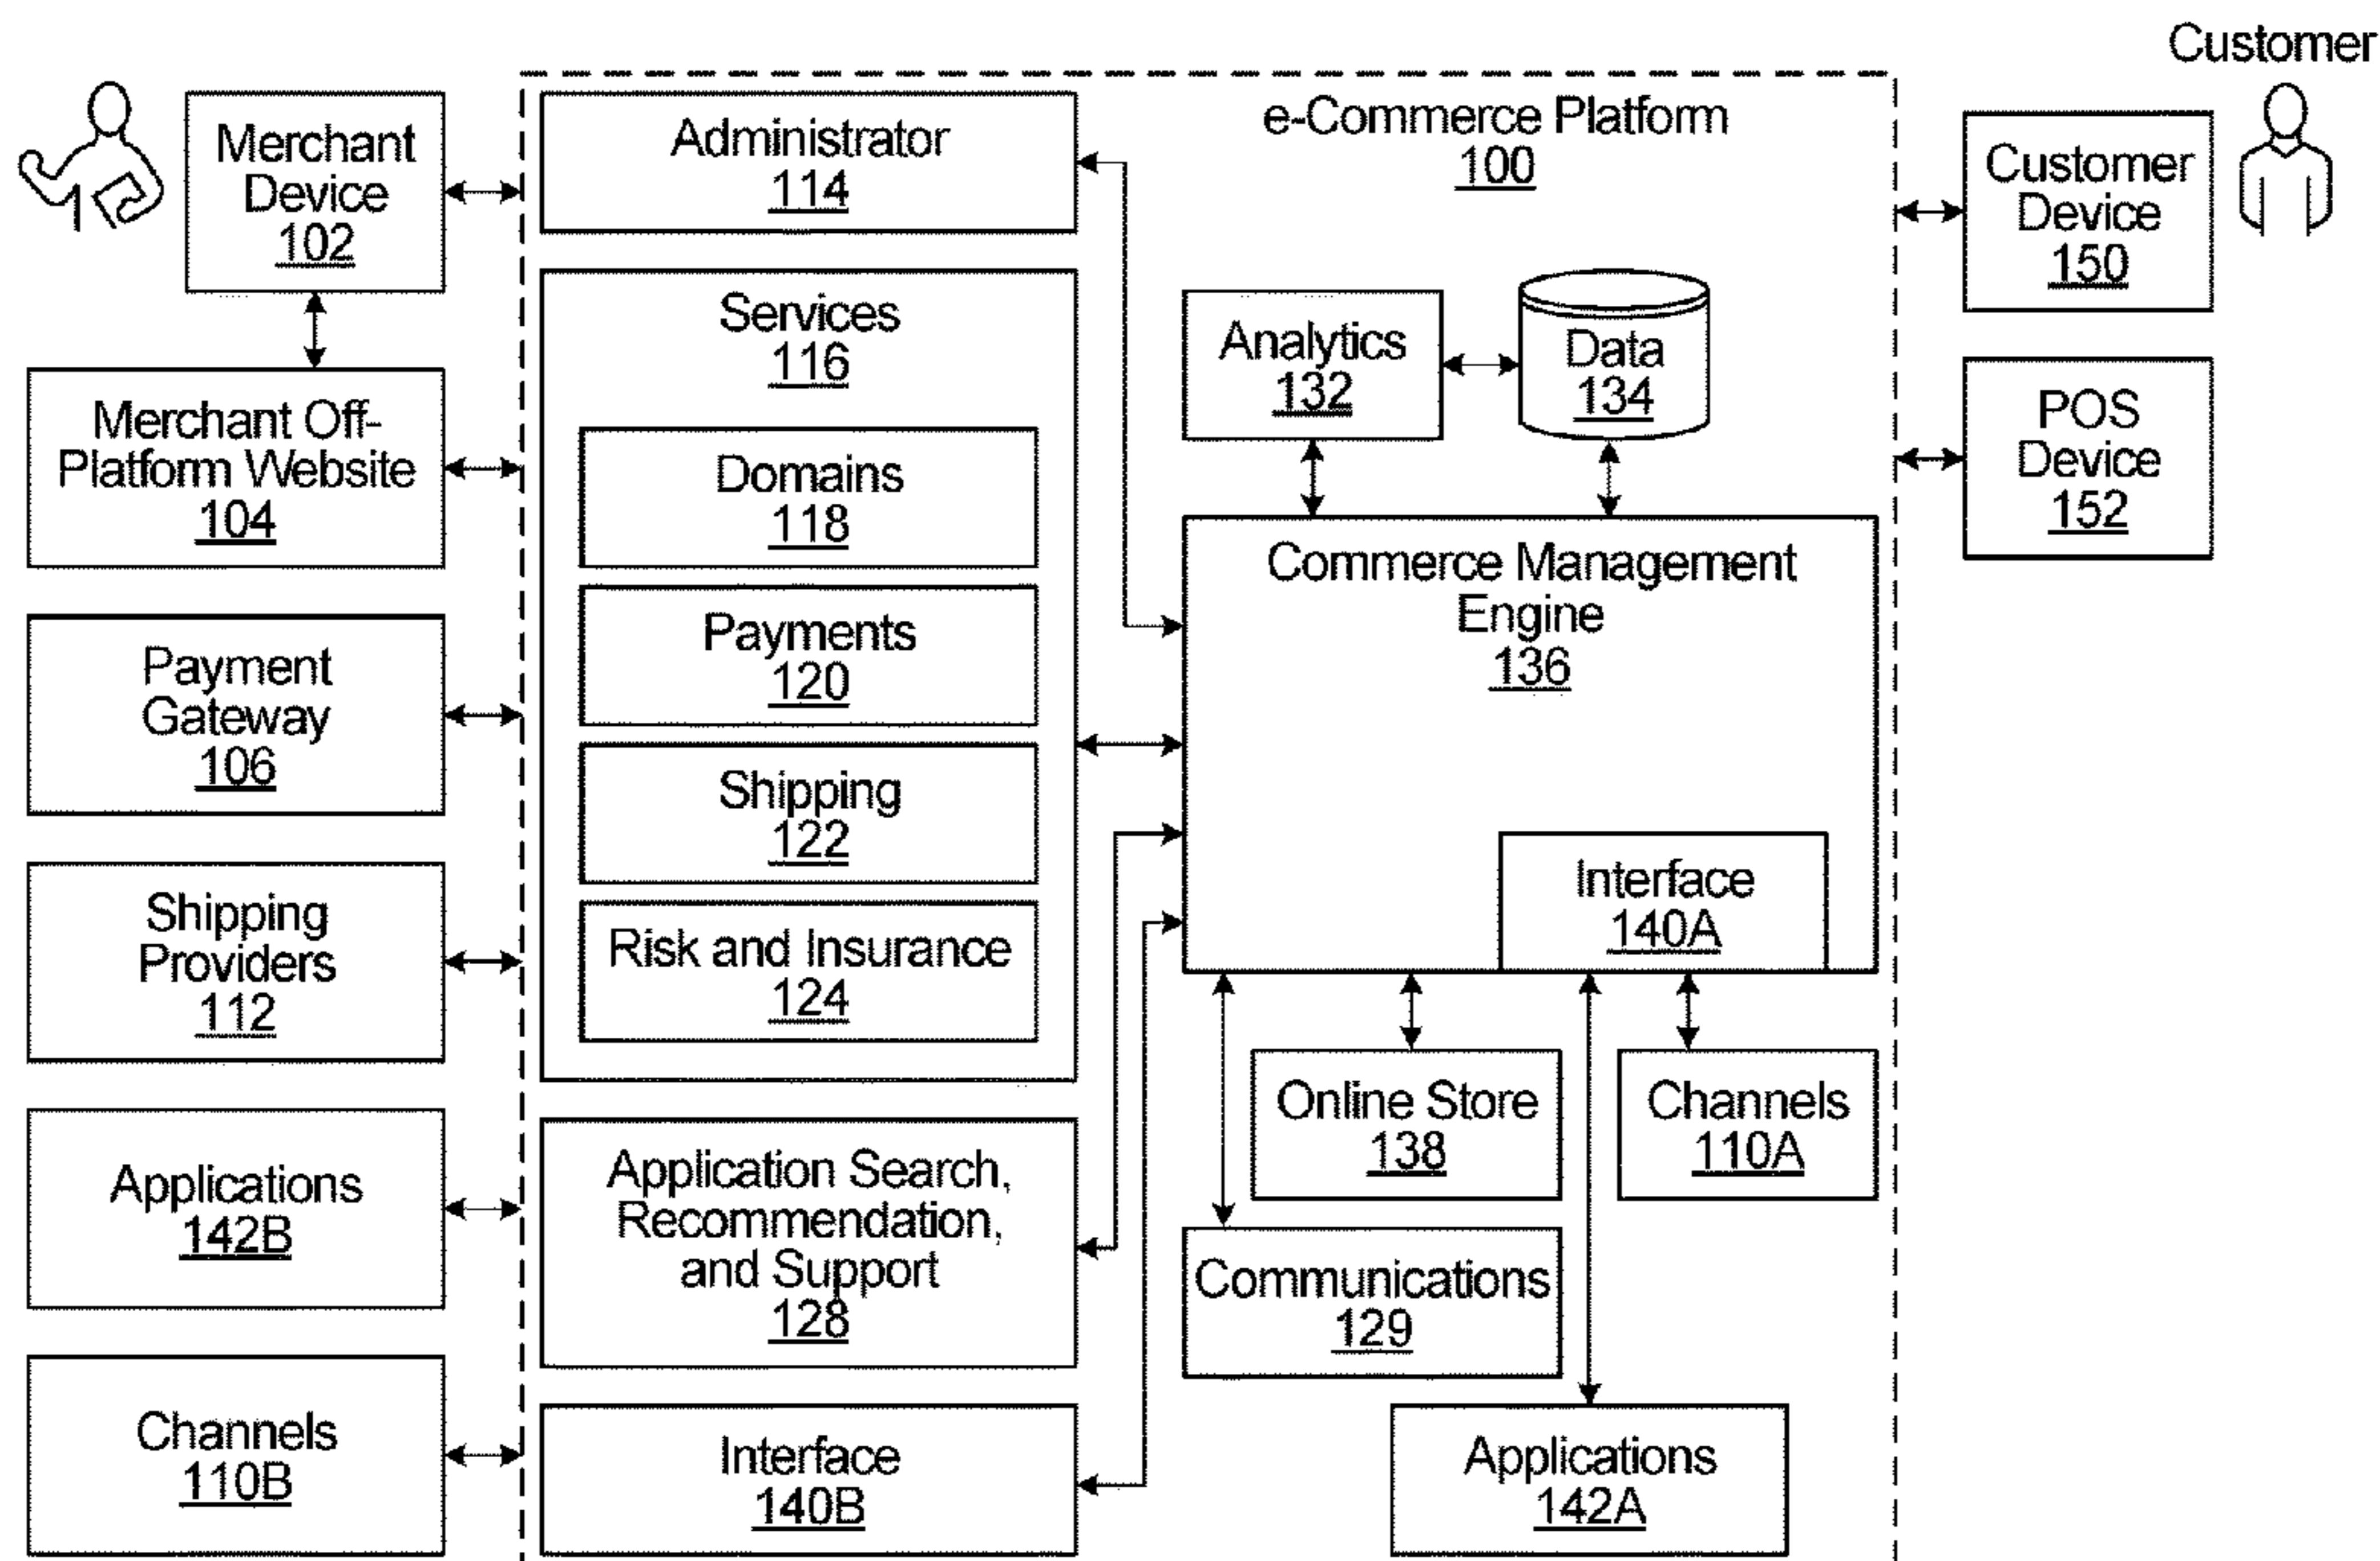 Customer
Merchant
Device
102
Administrator
114
e-Commerce Platform
100
Customer
Device
150
Services
116
Analytics
132
Data
134
Merchant Off-
Platform Website
104
POS
Device
152
Domains
118
Commerce Management
Engine
136
Payment
Gateway
106
Payments
120
Shipping
122
Interface
140A
Shipping
Providers
112
Risk and Insurance
124
Online Store
138
Channels
110A
Applications
142B
Application Search,
Recommendation,
and Support
128
Communications
129
Channels
110B
Interface
140B
Applications
142A